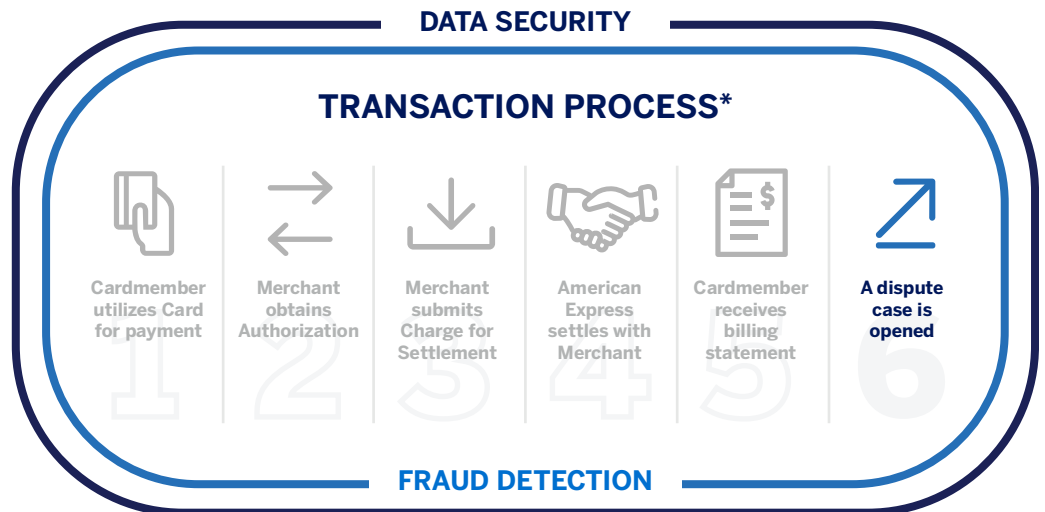 DATA SECURITY
TRANSACTION PROCESS*
$
Cardmember
utilizes Card
for payment
1
Merchant
obtains
Authorization
2
Merchant
submits
Charge for
Settlement
3
American
Express
settles with
Merchant
4
Cardmember
receives
billing
statement
5
A dispute
case is
opened
6
FRAUD DETECTION